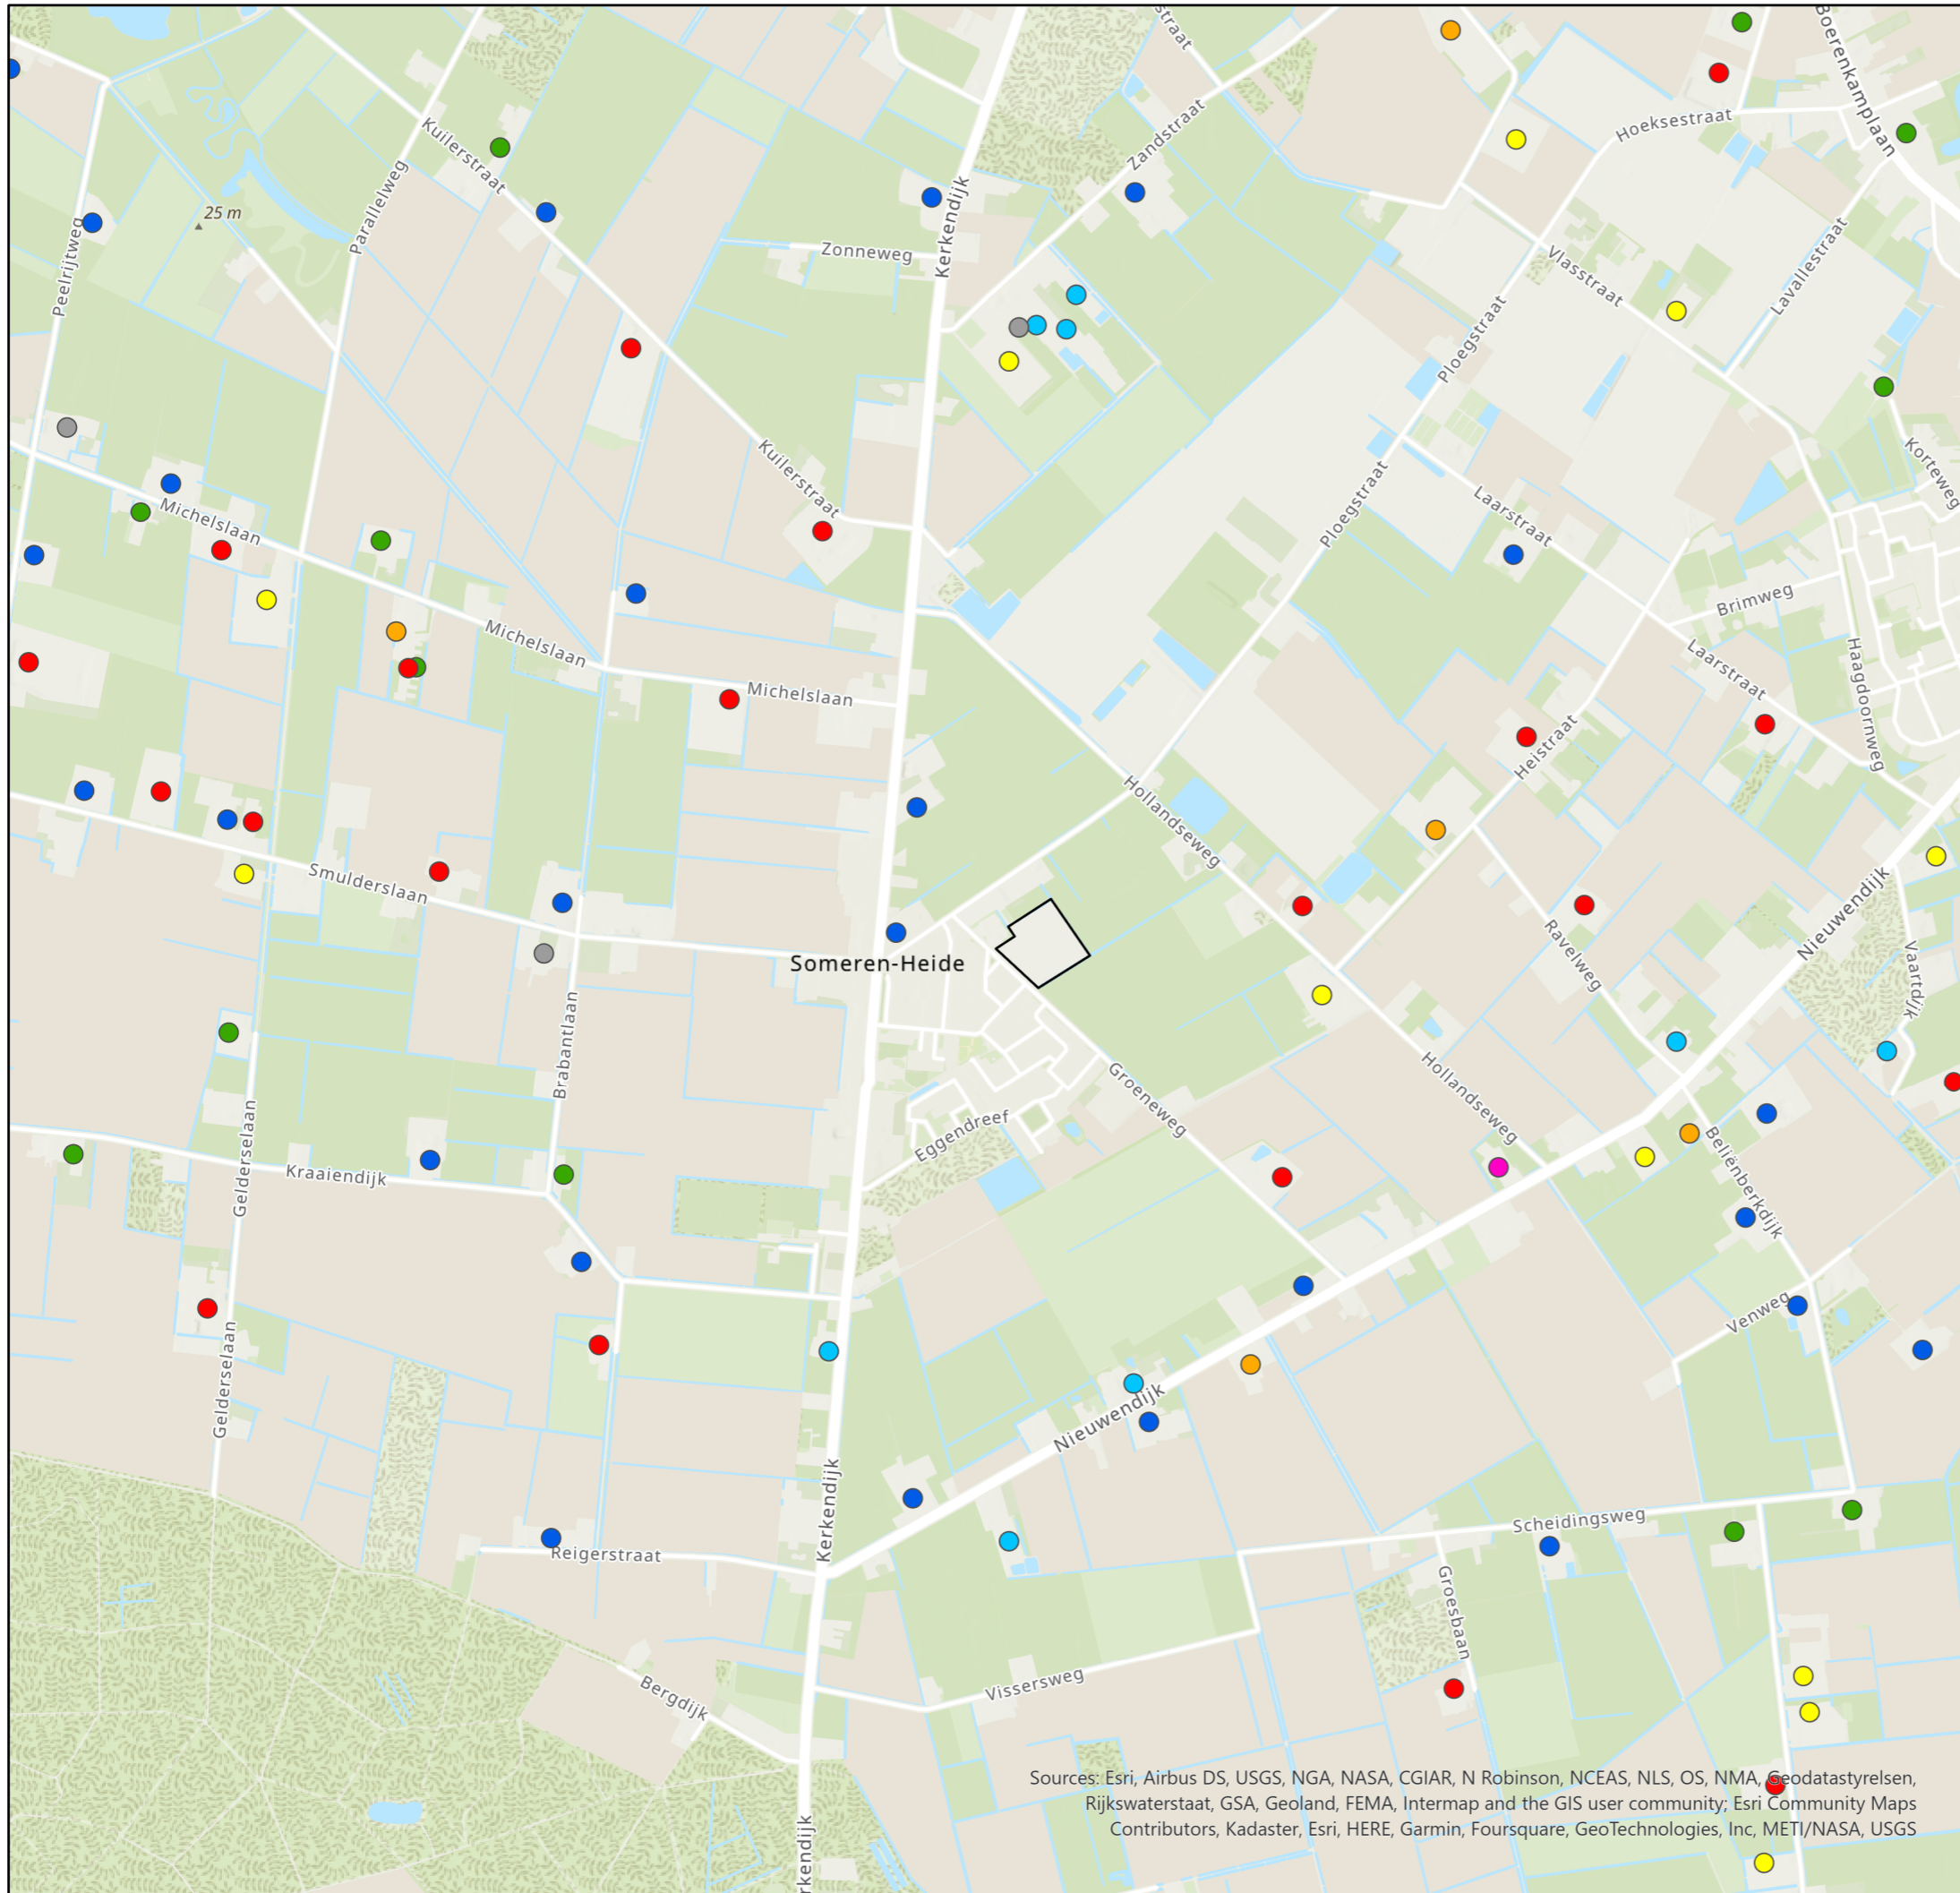 straat
Boerenkamplaan
Hoeksestraat
Zandstraat
Kuilerstraat
Parallelweg
25 m
Peelrijtweg
Kerkendijk
Zonneweg
Vlasstraat
Lavallestraat
Ploegstraat
Kuilerstraat
Korteweg
Ploegstraat
Laarstraat
Michelslaan
Brimweg
Michelslaan
Laarstraat
Haagdoornweg
Michelslaan
Heistraat
Hollandseweg
Smulderslaan
Nieuwendijk
Ravelweg
Someren-Heide
Vaartdijk
Brabantlaan
Hollandseweg
Groeneweg
Eggendreef
Gelderselaan
Kraaiendijk
Beliënberkdijk
Venweg
Gelderselaan
Nieuwendijk
Kerkendijk
Scheidingsweg
Reigerstraat
Groesbaan
Vissersweg
Bergdijk
Sources: Esri, Airbus DS, USGS, NGA, NASA, CGIAR, N Robinson, NCEAS, NLS, OS, NMA, Geodatastyrelsen,
Rijkswaterstaat, GSA, Geoland, FEMA, Intermap and the GIS user community; Esri Community Maps
Contributors, Kadaster, Esri, HERE, Garmin, Foursquare, GeoTechnologies, Inc, METI/NASA, USGS
rkendijk